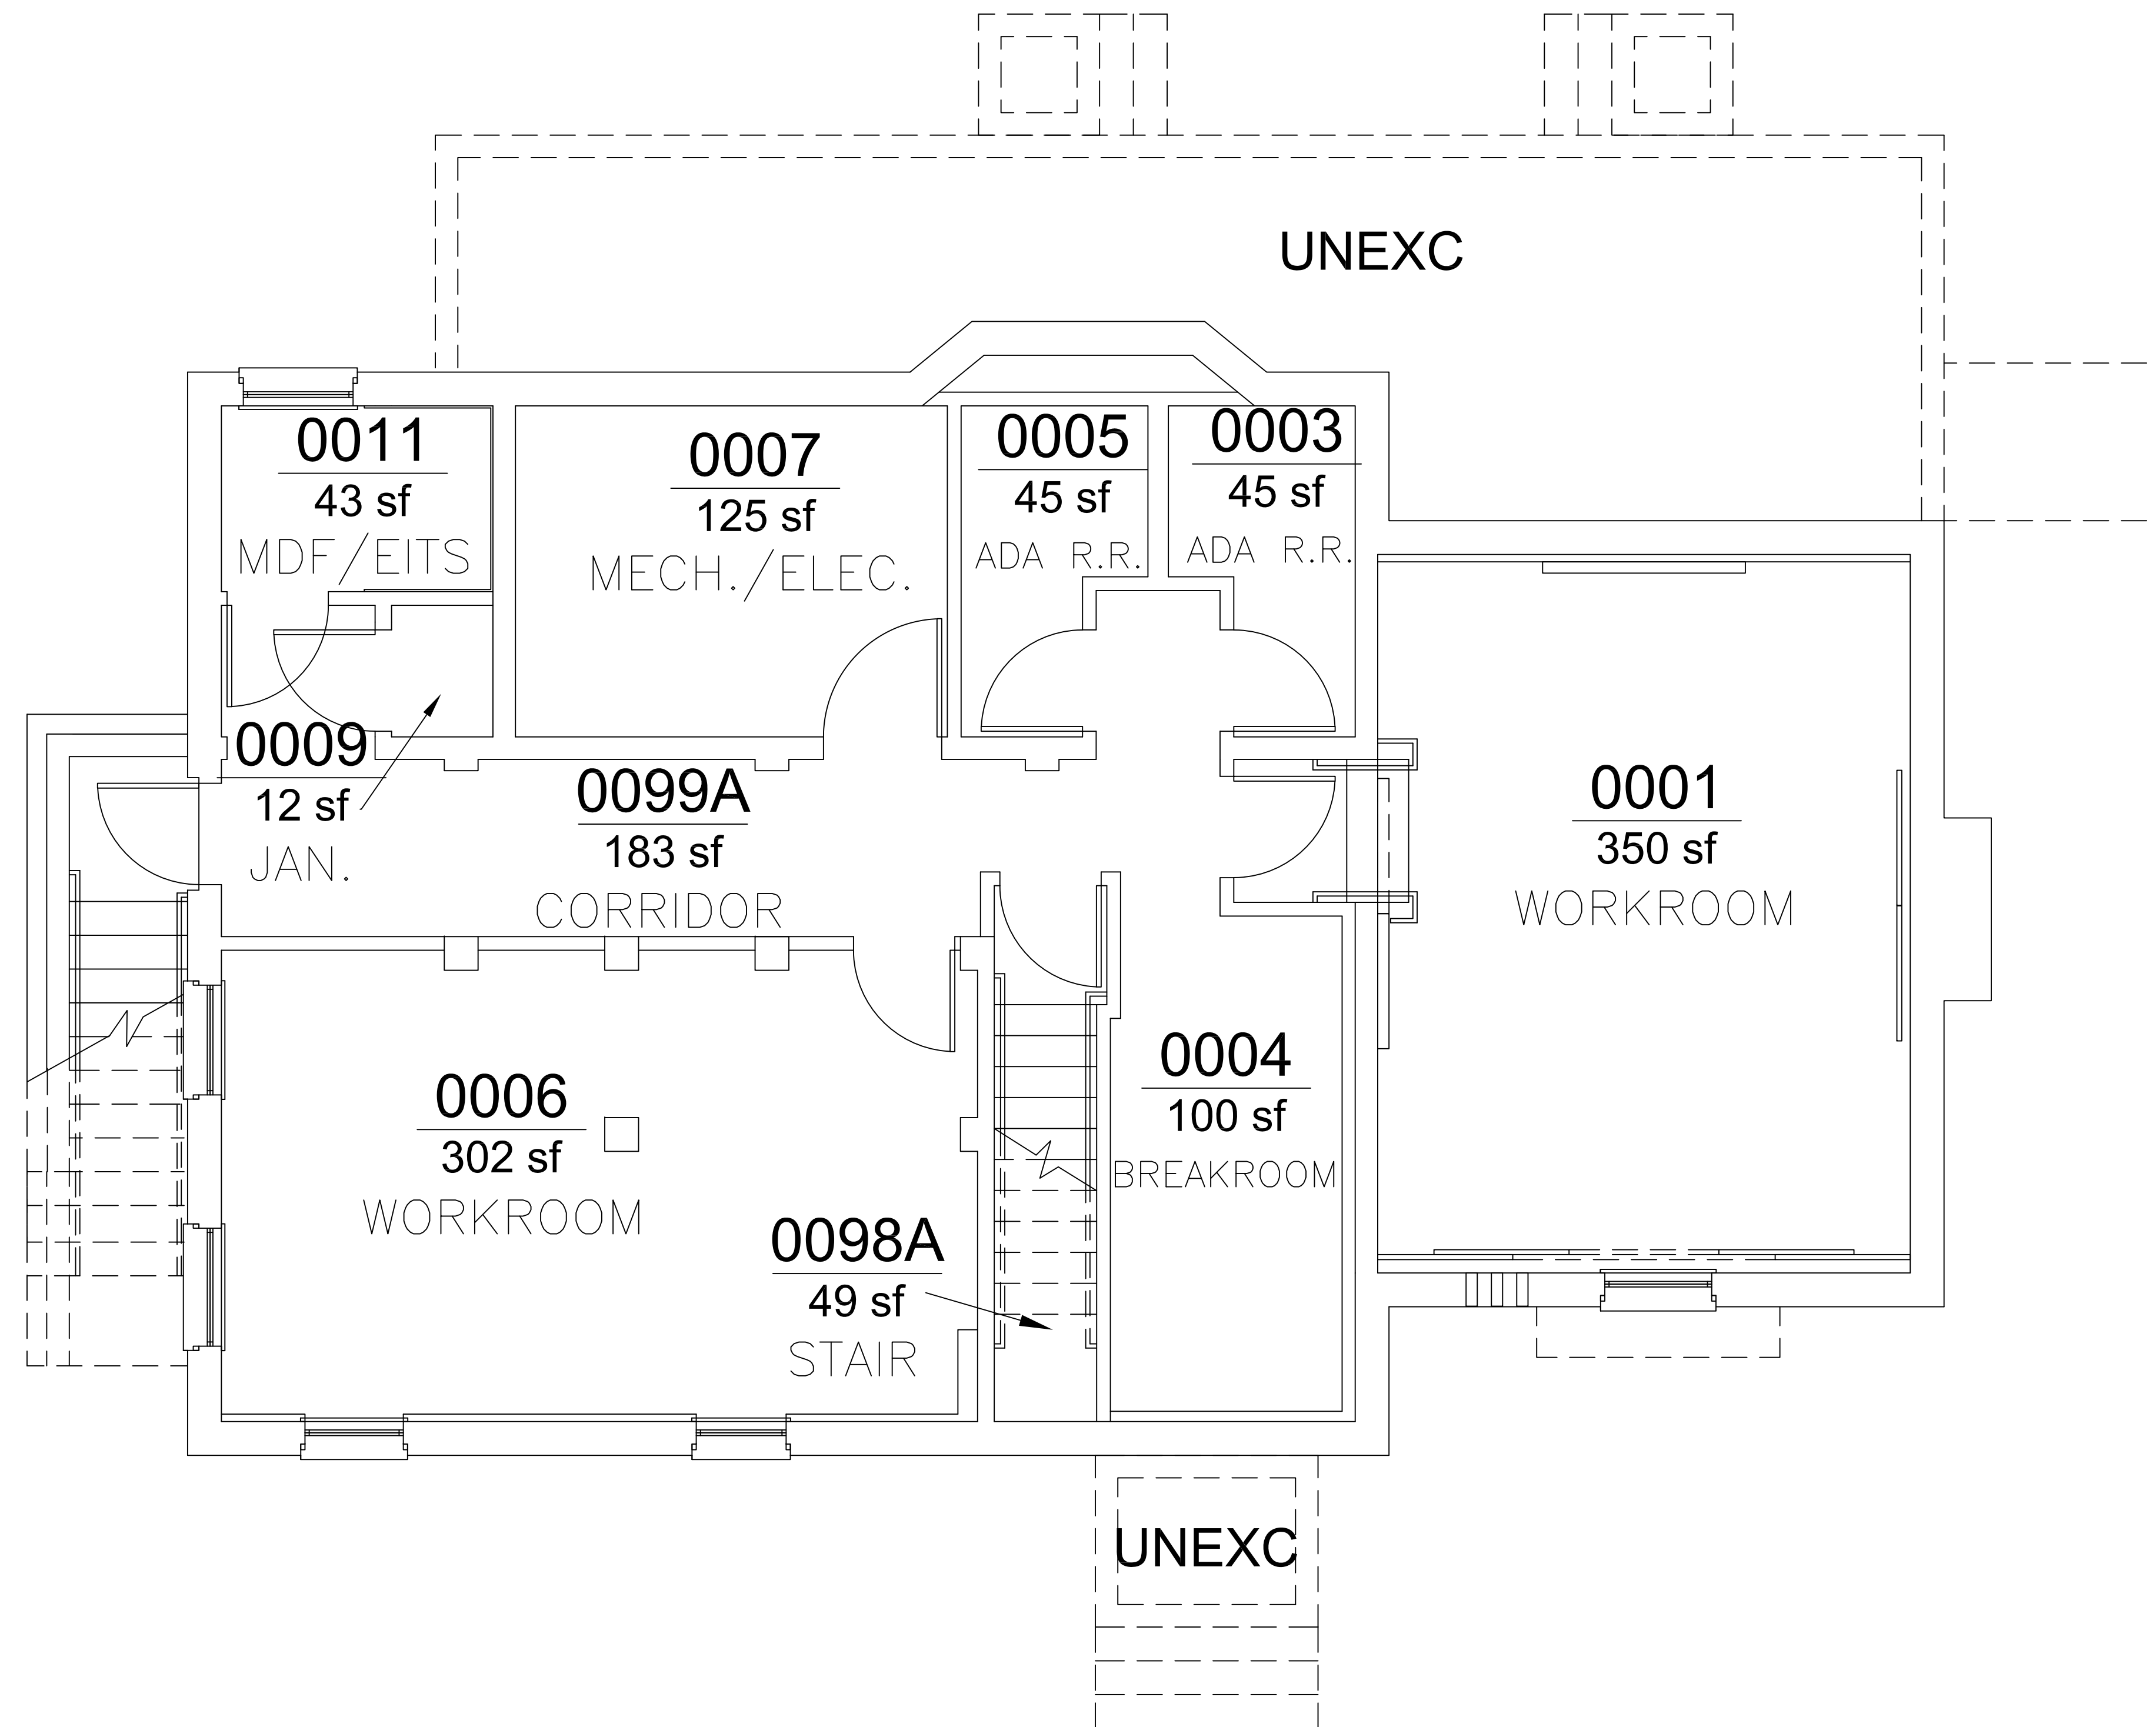 UNEXC
0011
43 sf
MDF/EITS
0007
125 sf
MECH./ELEC.
0005
45 sf
ADA R.R.
0003
45 sf
ADA R.R.
0009
12 sf
JAN.
0099A
183 sf
CORRIDOR
0001
350 sf
WORKROOM
0006
302 sf
WORKROOM
0004
100 sf
BREAKROOM
0098A
49 sf
STAIR
UNEXC